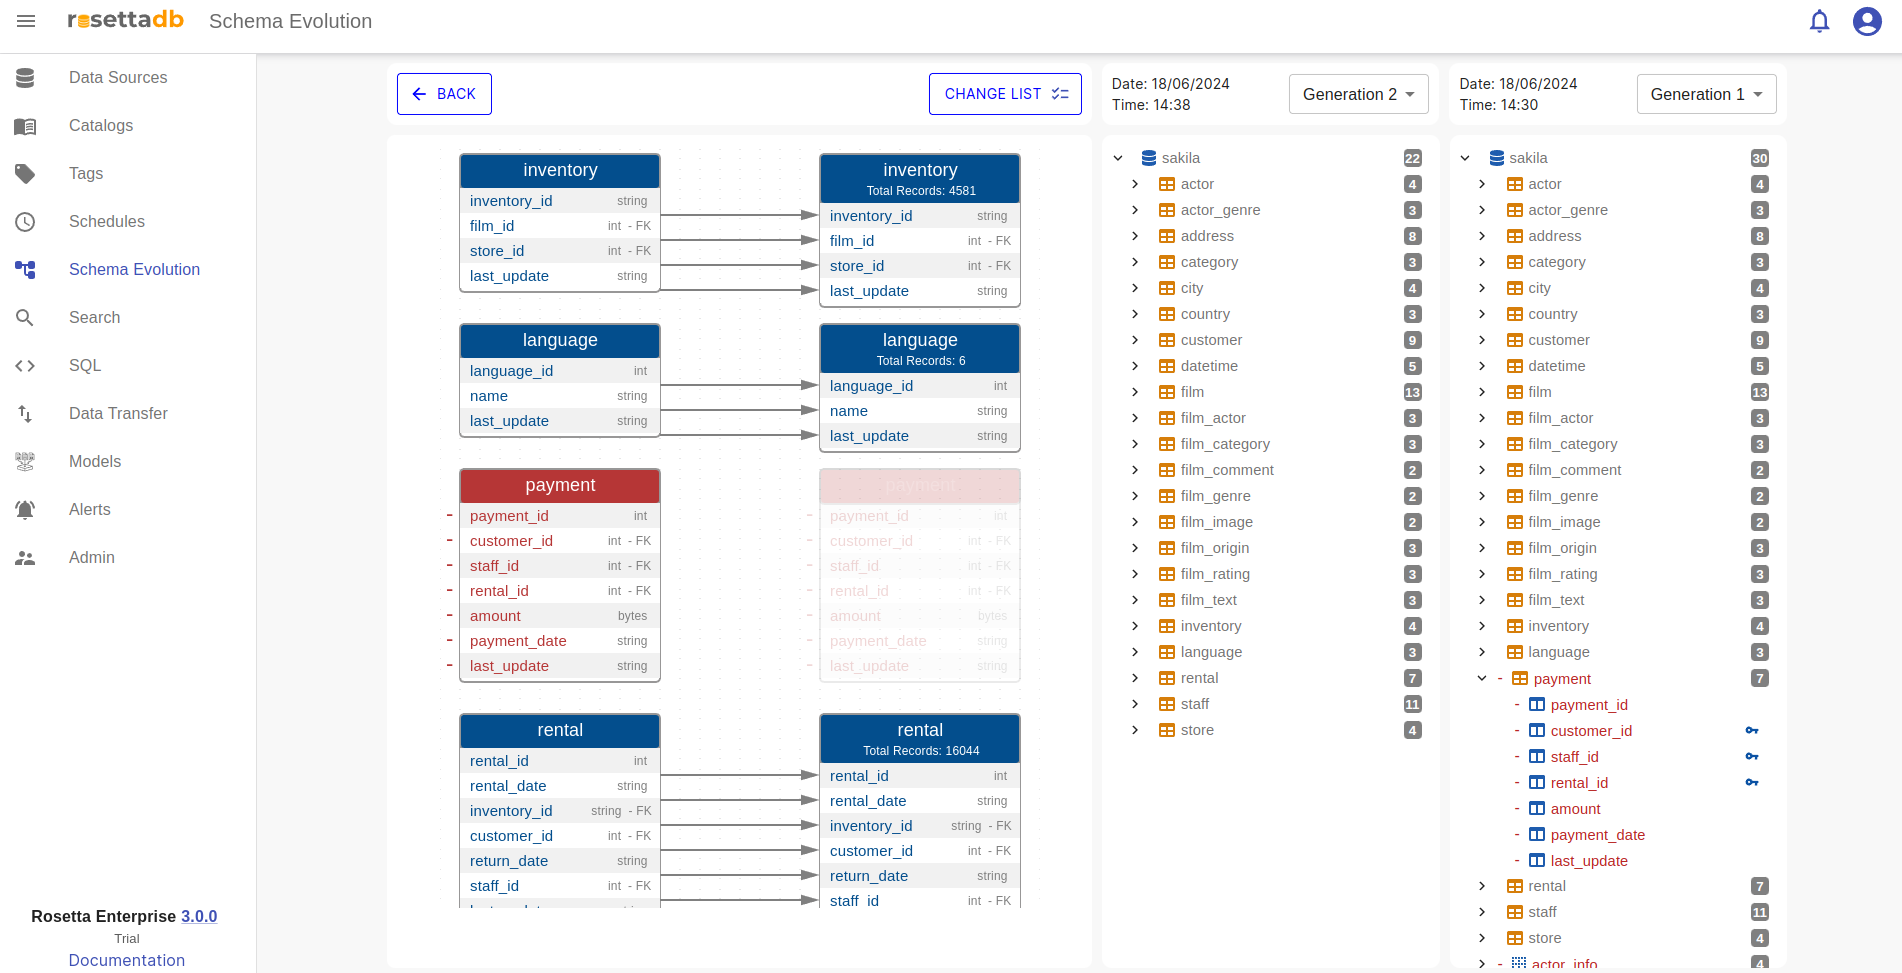 rosettadb
Schema Evolution
Data Sources
Catalogs
Tags
Schedules
Schema Evolution
Search
SQL
Data Transfer
Models
Alerts
Admin
Rosetta Enterprise 3.0.0
Trial
Documentation
BACK
CHANGE LIST
inventory
inventory_id string
film_id int - FK
store_id int - FK
last_update string
inventory
Total Records: 4581
inventory_id string
film_id int - FK
store_id int - FK
last_update string
language
language_id int
name string
last_update string
language
Total Records: 6
language_id int
name string
last_update string
payment
- payment_id int
- customer_id int - FK
- staff_id int - FK
- rental_id int - FK
- amount bytes
- payment_date string
- last_update string
payment
- payment_id int
- customer_id int - FK
- staff_id int - FK
- rental_id int - FK
- amount bytes
- payment_date string
- last_update string
rental
rental_id int
rental_date string
inventory_id string - FK
customer_id int - FK
return_date string
staff_id int - FK
rental
Total Records: 16044
rental_id int
rental_date string
inventory_id string - FK
customer_id int - FK
return_date string
staff_id int - FK
Date: 18/06/2024
Time: 14:38
Generation 2
sakila 22
actor 4
actor_genre 3
address 8
category 3
city 4
country 3
customer 9
datetime 5
film 13
film_actor 3
film_category 3
film_comment 2
film_genre 2
film_image 2
film_origin 3
film_rating 3
film_text 3
inventory 4
language 3
rental 7
staff 11
store 4
Date: 18/06/2024
Time: 14:30
Generation 1
sakila 30
actor 4
actor_genre 3
address 8
category 3
city 4
country 3
customer 9
datetime 5
film 13
film_actor 3
film_category 3
film_comment 2
film_genre 2
film_image 2
film_origin 3
film_rating 3
film_text 3
inventory 4
language 3
- payment 7
- payment_id
- customer_id
- staff_id
- rental_id
- amount
- payment_date
- last_update
rental 7
staff 11
store 4
- actor_info 4